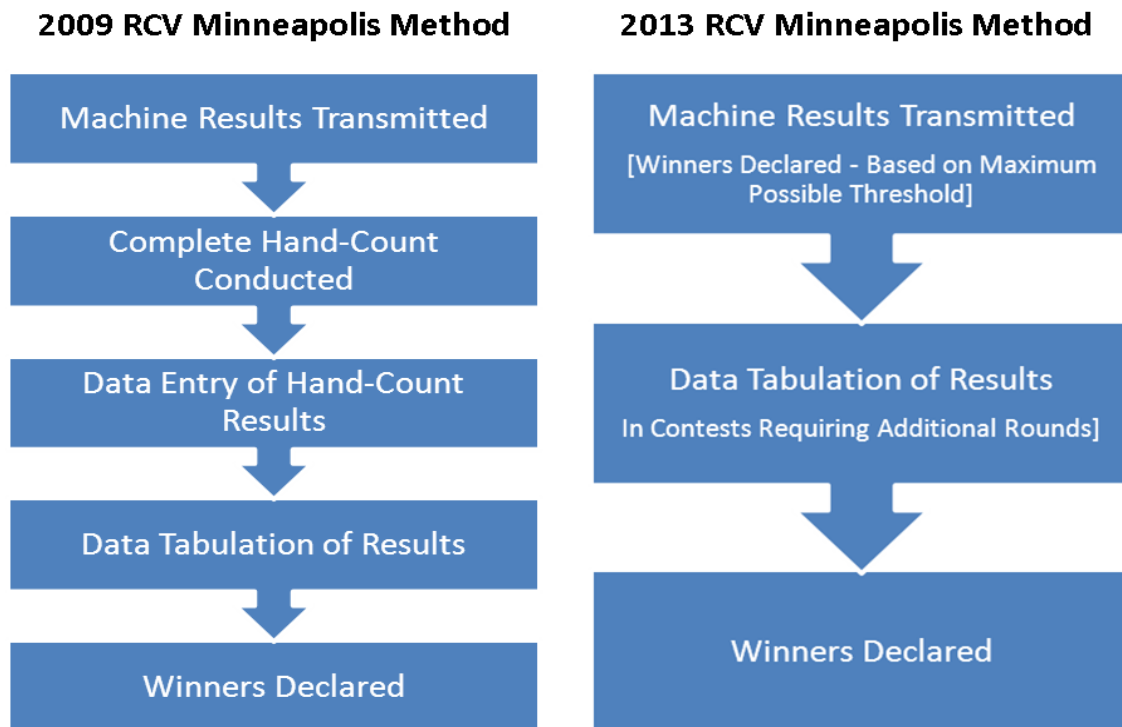 2009 RCV Minneapolis Method
Machine Results Transmitted
Complete Hand-Count
Conducted
Data Entry of Hand-Count
Results
Data Tabulation of Results
Winners Declared
2013 RCV Minneapolis Method
Machine Results Transmitted
[Winners Declared - Based on Maximum
Possible Threshold]
Data Tabulation of Results
In Contests Requiring Additional Rounds]
Winners Declared